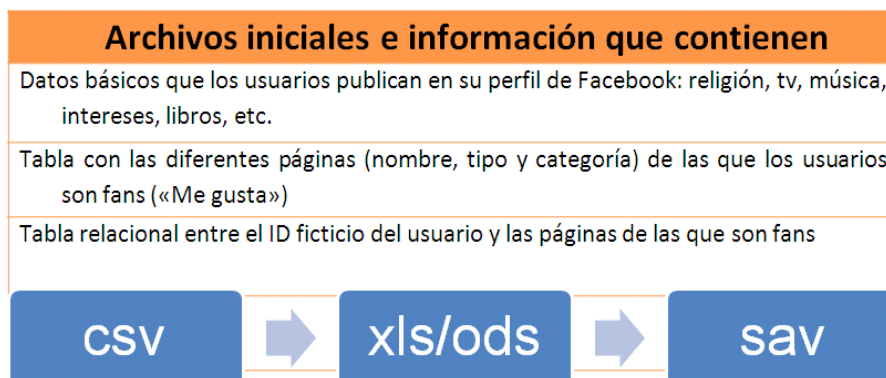 Archivos iniciales e información que contienen
Datos básicos que los usuarios publican en su perfil de Facebook: religión, tv, música,
intereses, libros, etc.
Tabla con las diferentes páginas (nombre, tipo y categoría) de las que los usuarios
son fans («Me gusta»)
Tabla relacional entre el ID ficticio del usuario y las páginas de las que son fans
csv
xls/ods
sav